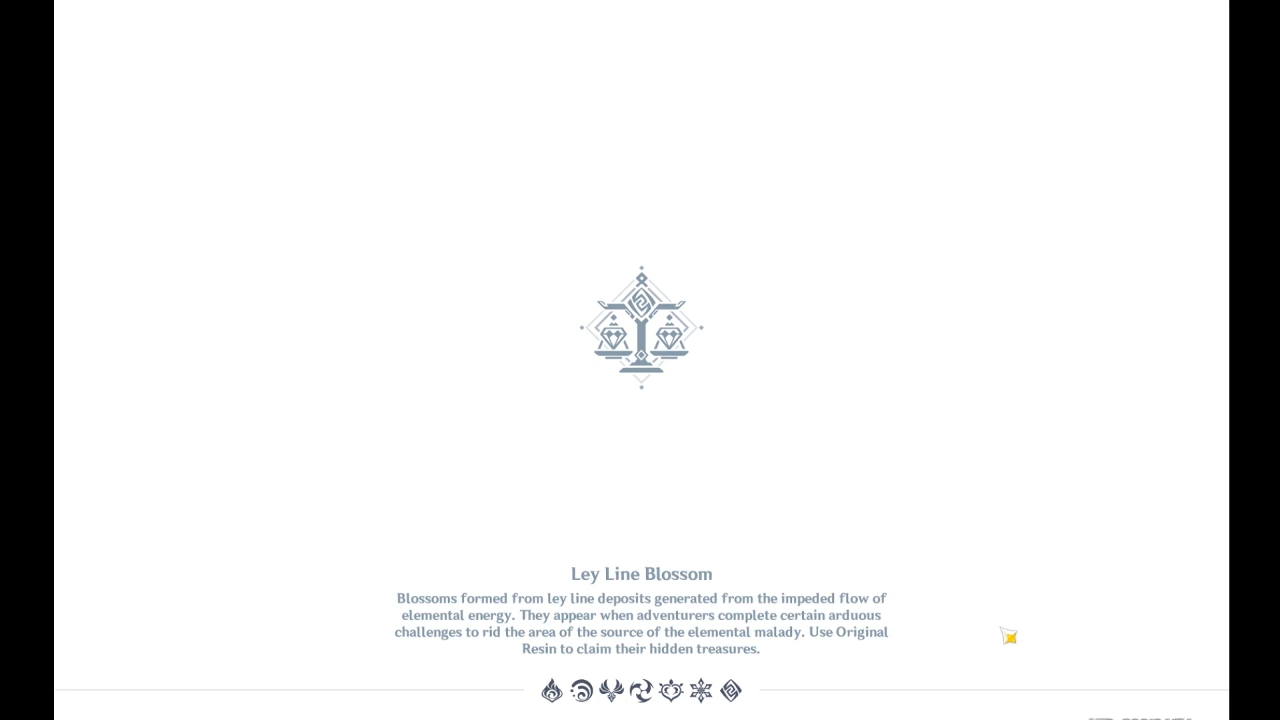 Ley Line Blossom
Blossoms formed from ley line deposits generated from the impeded flow of
elemental energy. They appear when adventurers complete certain arduous
challenges to rid the area of the source of the elemental malady. Use Original
Resin to claim their hidden treasures.